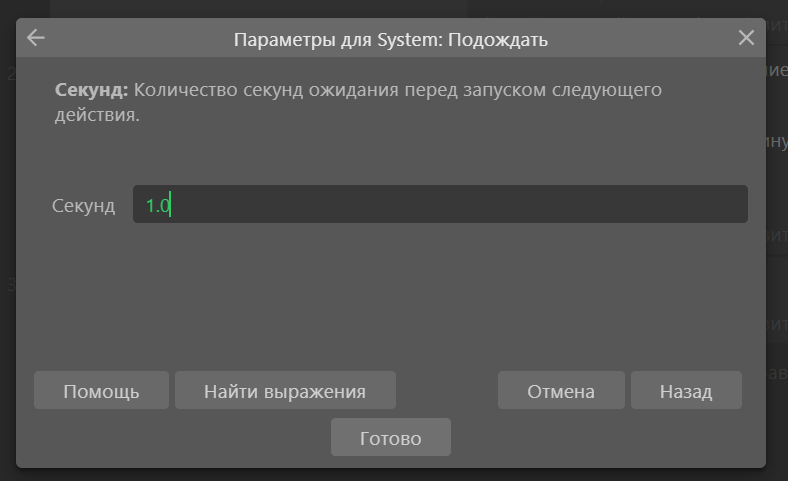 Параметры для System: Подождать
Секунд: Количество секунд ожидания перед запуском следующего
действия.
Секунд 1.0
Помощь Найти выражения Отмена Назад
Готово